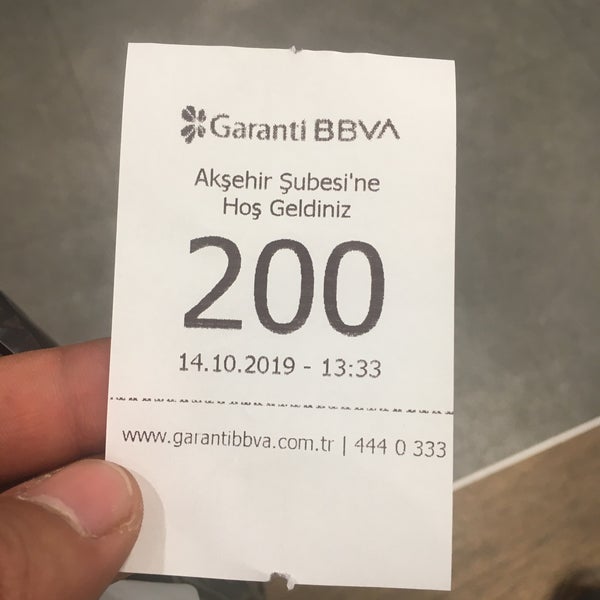 Garanti BBVA
Akşehir Şubesi'ne
Hoş Geldiniz
200
14.10.2019 - 13:33
www.garantibbva.com.tr | 444 0 333